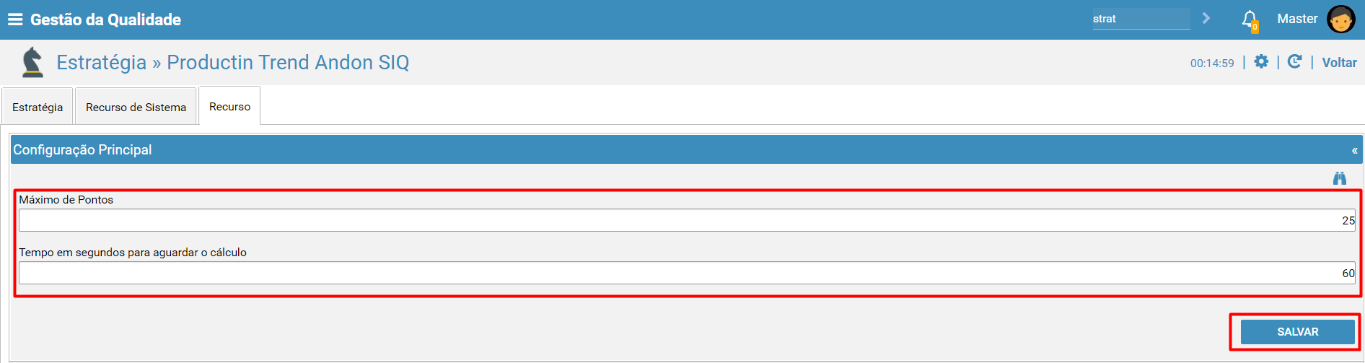 Gestão da Qualidade
strat
0
Master
Estratégia » Productin Trend Andon SIQ
00:14:59 | | | Voltar
Estratégia
Recurso de Sistema
Recurso
Configuração Principal «
Máximo de Pontos
25
Tempo em segundos para aguardar o cálculo
60
SALVAR